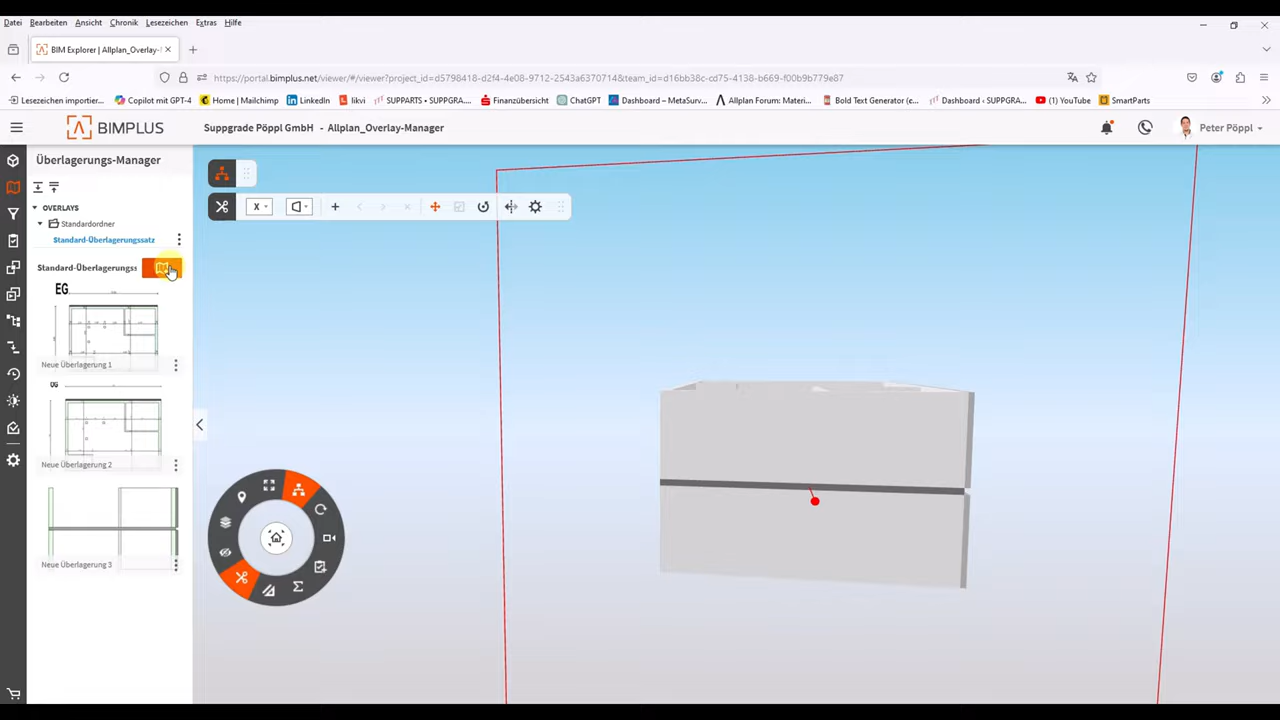 Datei Bearbeiten Ansicht Chronik Lesezeichen Extras Hilfe
BIM Explorer | Allplan_Overlay-
https://portal.bimplus.net/viewer/#/viewer?project_id=d5798418-d2f4-4e08-9712-2543a6370714&team_id=d16bb38c-cd75-4138-b669-f00b9b779e87
Lesezeichen importier... Copilot mit GPT-4 Home | Mailchimp LinkedIn likvi SUPPARTS • SUPPGRA... Finanzübersicht ChatGPT Dashboard – MetaSurv... Allplan Forum: Materi... Bold Text Generator (c... Dashboard ‹ SUPPGR... (1) YouTube SmartParts
BIMPLUS Suppgrade Pöppl GmbH - Allplan_Overlay-Manager Peter Pöppl
Überlagerungs-Manager
OVERLAYS
Standardordner
Standard-Überlagerungssatz
Standard-Überlagerungss
X
EG
Neue Überlagerung 1
OG
Neue Überlagerung 2
Neue Überlagerung 3